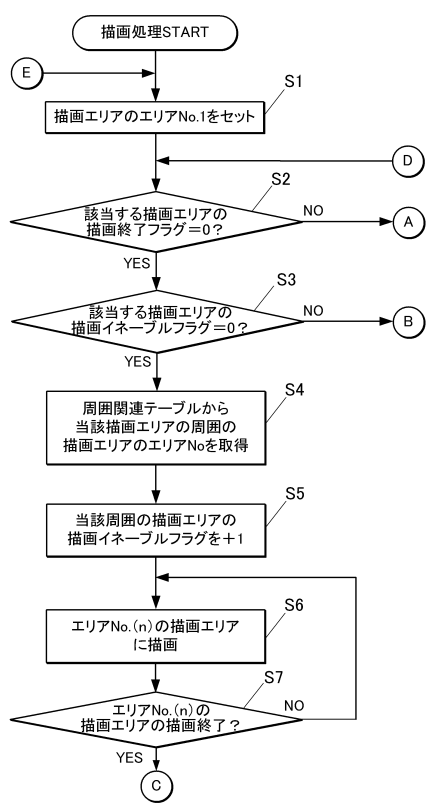 描画処理START
E
S1
描画エリアのエリアNo.1をセット
D
S2
該当する描画エリアの
描画終了フラグ=0?
NO
A
YES
S3
該当する描画エリアの
描画イネーブルフラグ=0?
NO
B
YES
S4
周囲関連テーブルから
当該描画エリアの周囲の
描画エリアのエリアNoを取得
S5
当該周囲の描画エリアの
描画イネーブルフラグを+1
S6
エリアNo.(n)の描画エリア
に描画
S7
エリアNo.(n)の
描画エリアの描画終了?
NO
YES
C